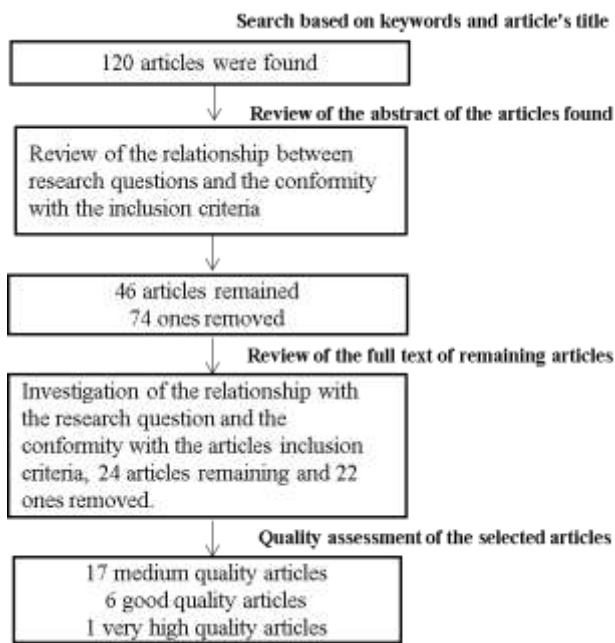 Search based on keywords and article's title
120 articles were found
Review of the abstract of the articles found
Review of the relationship between
research questions and the conformity
with the inclusion criteria
46 articles remained
74 ones removed
Review of the full text of remaining articles
Investigation of the relationship with
the research question and the
conformity with the articles inclusion
criteria, 24 articles remaining and 22
ones removed.
Quality assessment of the selected articles
17 medium quality articles
6 good quality articles
1 very high quality articles